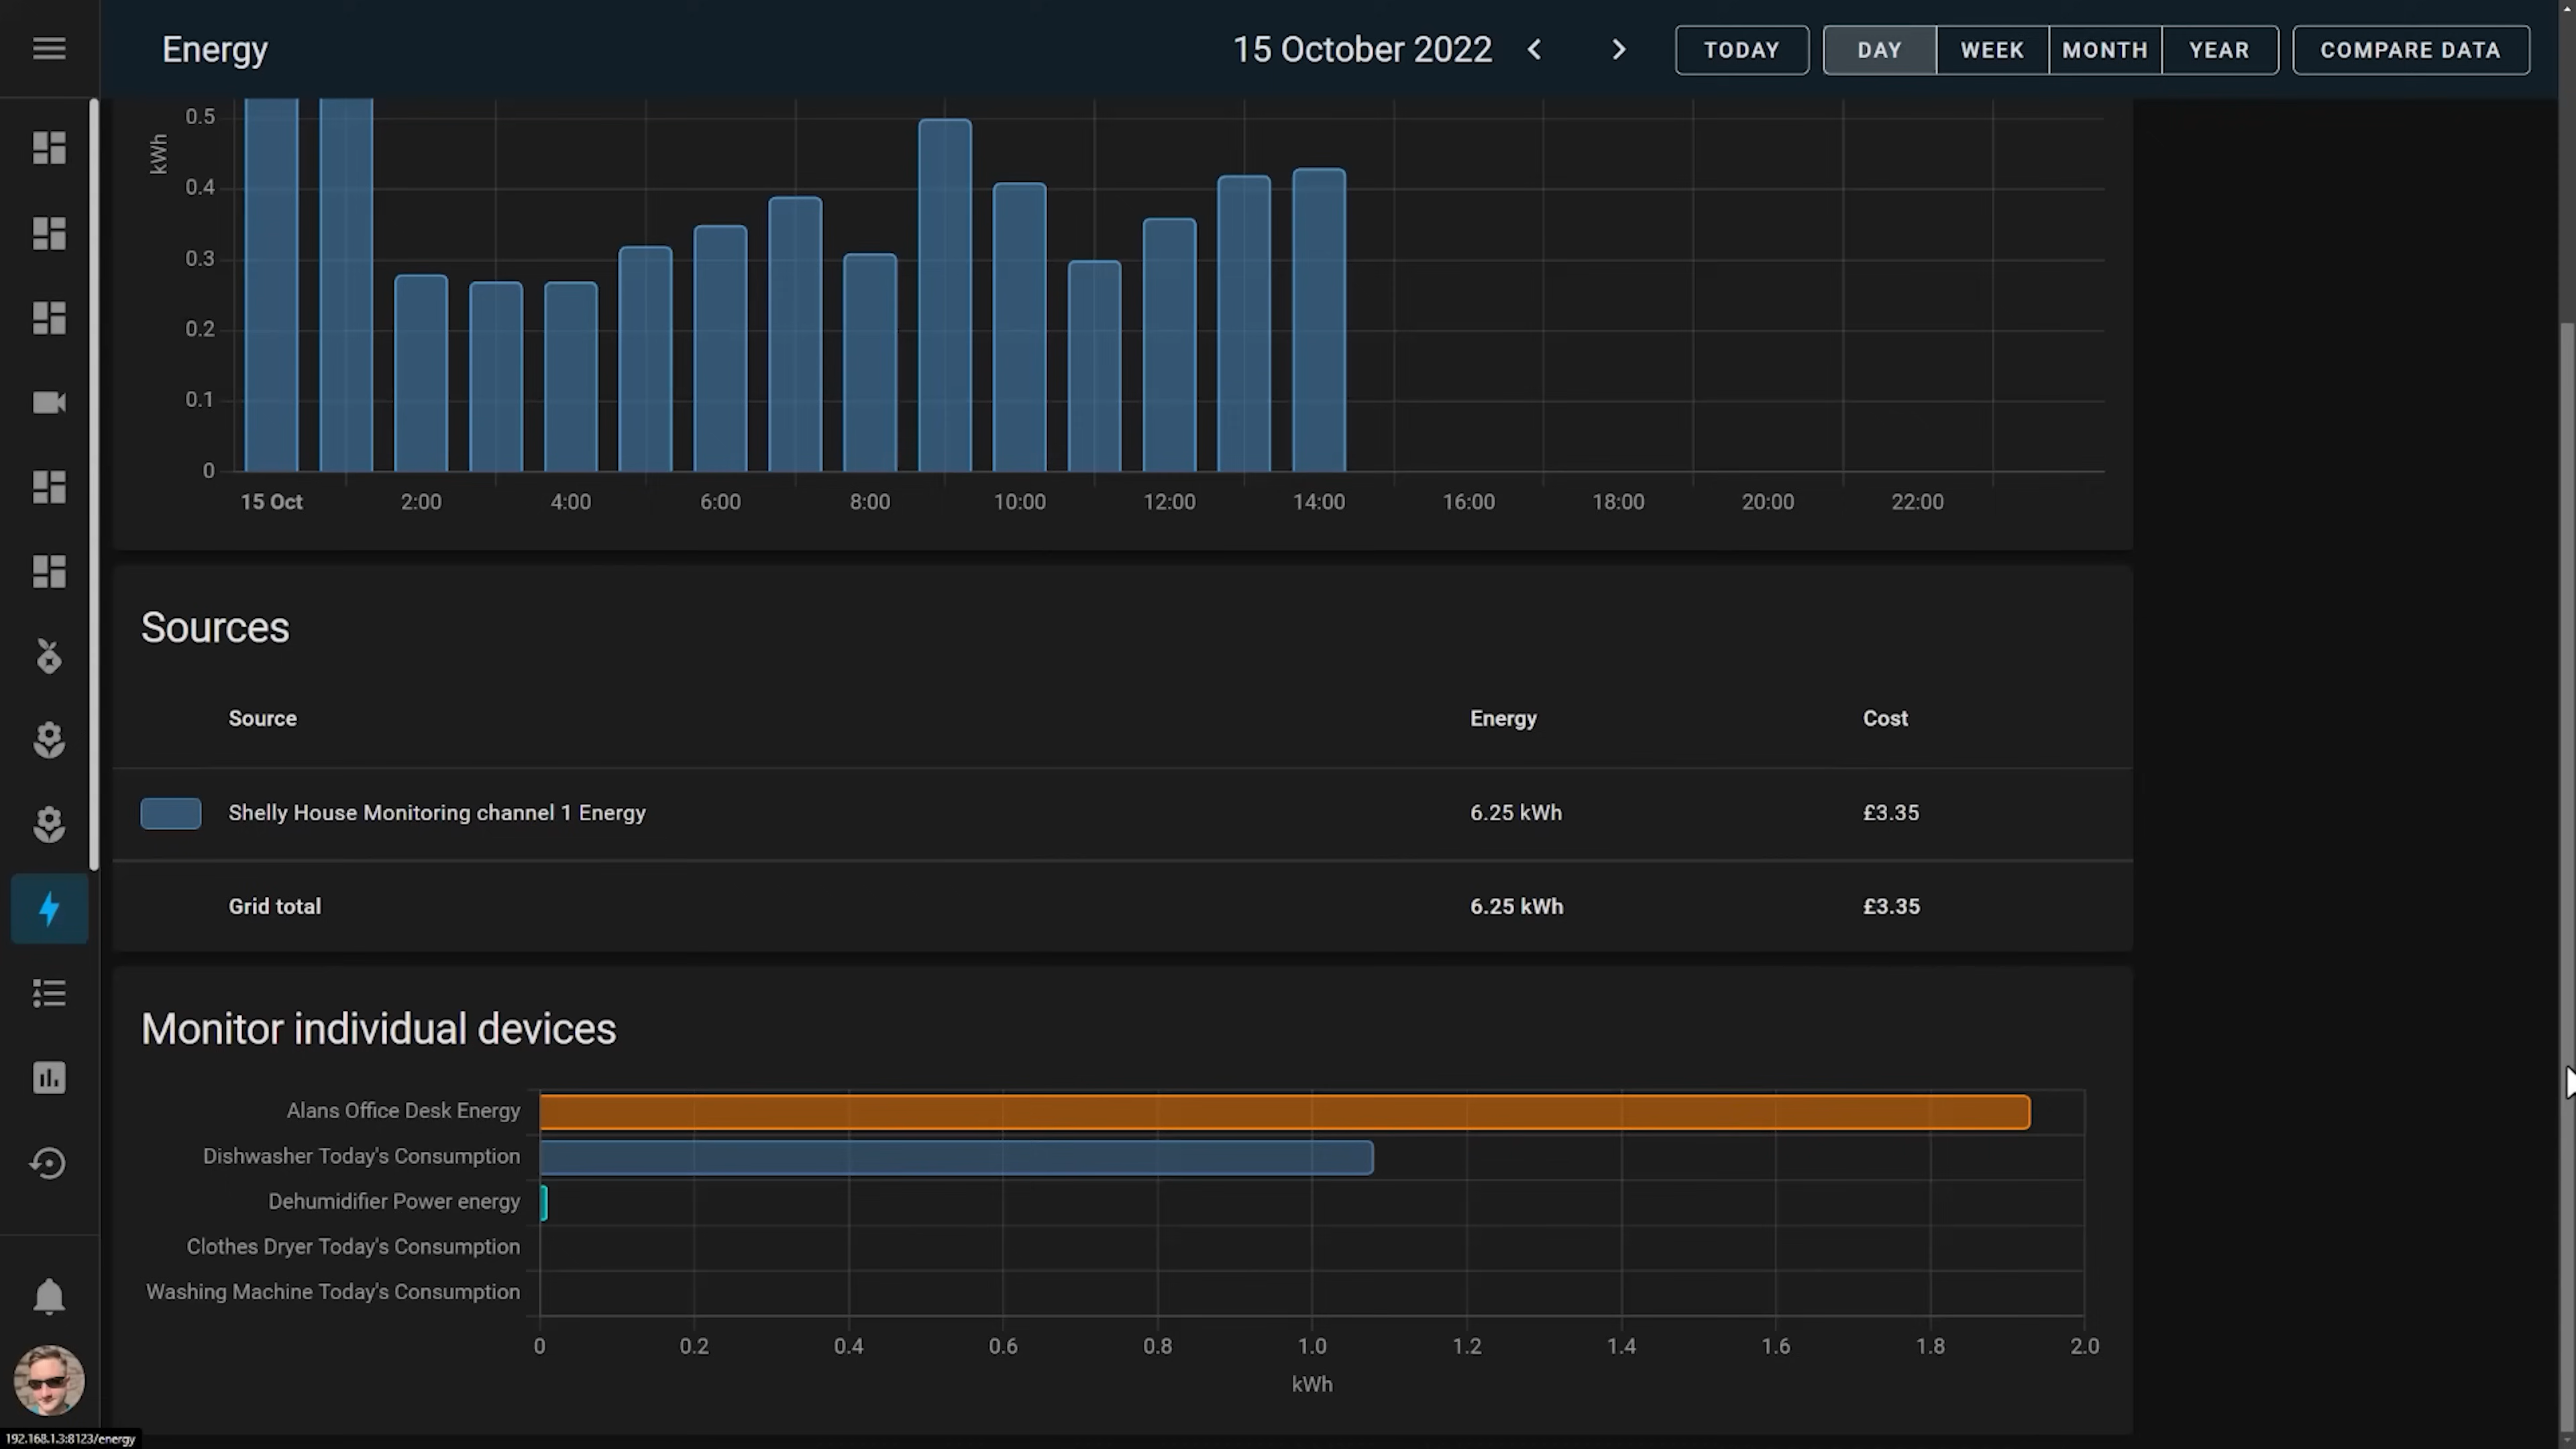 Energy
15 October 2022
TODAY
DAY
WEEK
MONTH
YEAR
COMPARE DATA
kWh
0.5
0.4
0.3
0.2
0.1
0
15 Oct
2:00
4:00
6:00
8:00
10:00
12:00
14:00
16:00
18:00
20:00
22:00
Sources
Source Energy Cost
Shelly House Monitoring channel 1 Energy 6.25 kWh £3.35
Grid total 6.25 kWh £3.35
Monitor individual devices
Alans Office Desk Energy
Dishwasher Today's Consumption
Dehumidifier Power energy
Clothes Dryer Today's Consumption
Washing Machine Today's Consumption
0 0.2 0.4 0.6 0.8 1.0 1.2 1.4 1.6 1.8 2.0
kWh
192.168.1.3:8123/energy